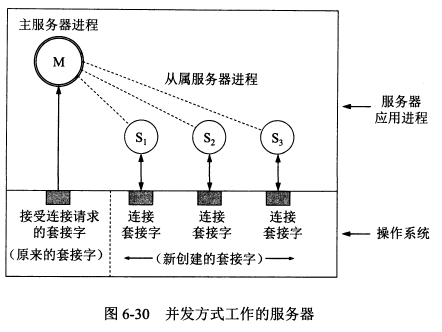 主服务器进程
M
从属服务器进程
S1
S2
S3
服务器
应用进程
接受连接请求
的套接字
(原来的套接字)
连接
套接字
连接
套接字
连接
套接字
(新创建的套接字)
操作系统
图 6-30 并发方式工作的服务器